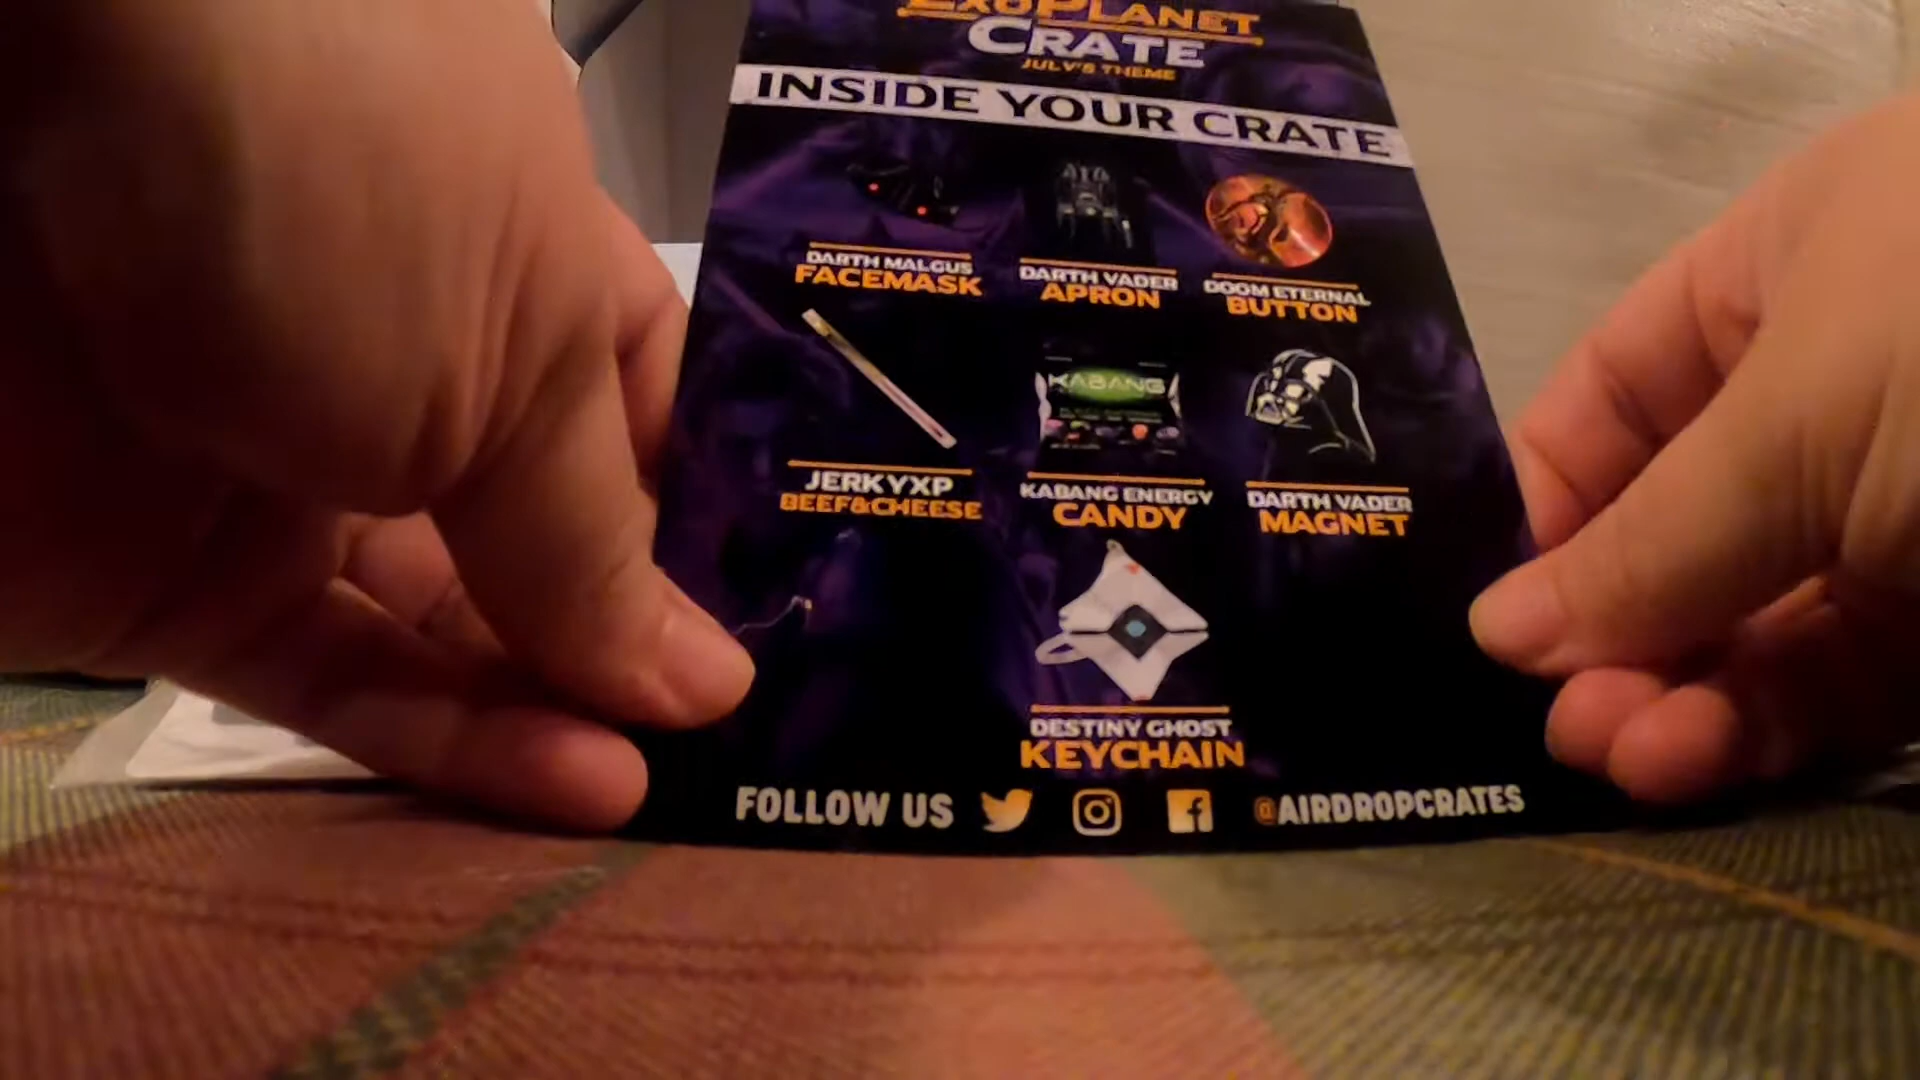 EXOPLANET
CRATE
JULY'S THEME
INSIDE YOUR CRATE
DARTH MALGUS
FACEMASK
DARTH VADER
APRON
DOOM ETERNAL
BUTTON
KABANG
JERKYXP
BEEF&CHEESE
KABANG ENERGY
CANDY
DARTH VADER
MAGNET
DESTINY GHOST
KEYCHAIN
FOLLOW US @AIRDROPCRATES